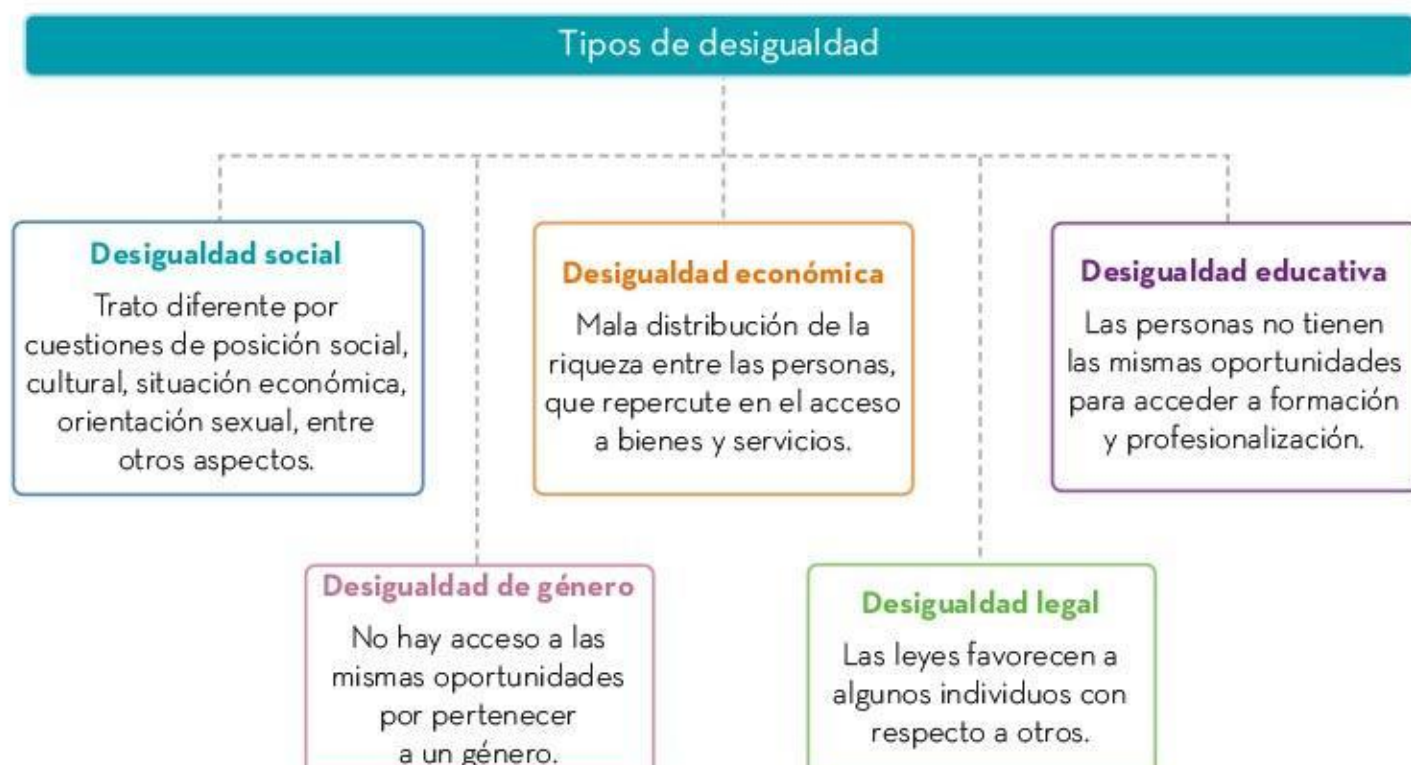 Tipos de desigualdad
Desigualdad social
Trato diferente por
cuestiones de posición social,
cultural, situación económica,
orientación sexual, entre
otros aspectos.
Desigualdad económica
Mala distribución de la
riqueza entre las personas,
que repercute en el acceso
a bienes y servicios.
Desigualdad educativa
Las personas no tienen
las mismas oportunidades
para acceder a formación
y profesionalización.
Desigualdad de género
No hay acceso a las
mismas oportunidades
por pertenecer
a un género.
Desigualdad legal
Las leyes favorecen a
algunos individuos con
respecto a otros.